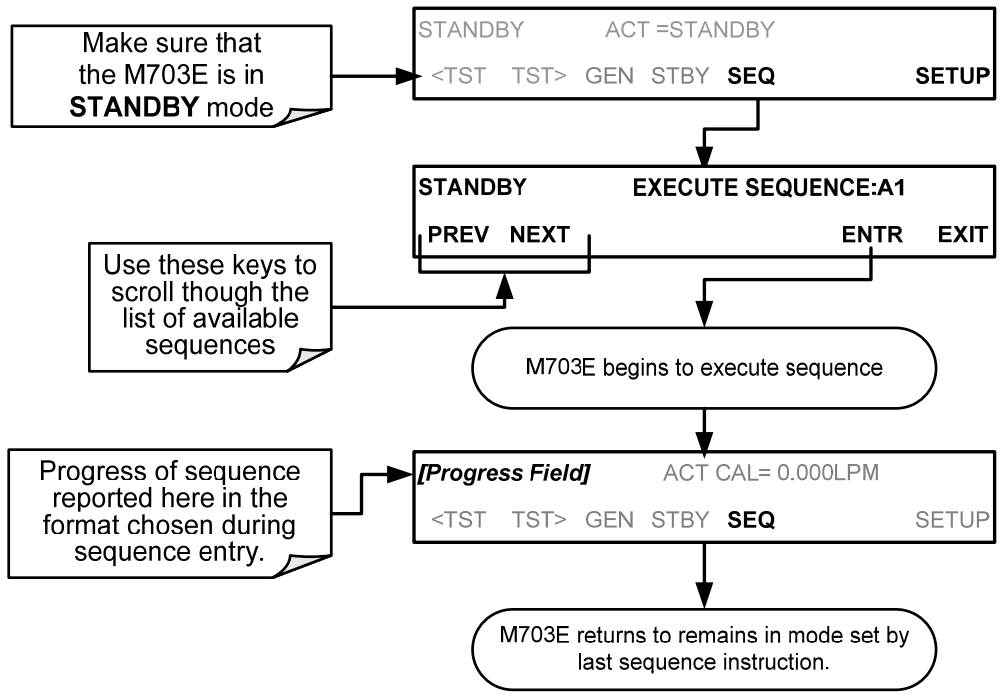 Make sure that
the M703E is in
STANDBY mode
STANDBY ACT =STANDBY
<TST TST> GEN STBY SEQ SETUP
STANDBY EXECUTE SEQUENCE:A1
PREV NEXT ENTR EXIT
Use these keys to
scroll though the
list of available
sequences
M703E begins to execute sequence
Progress of sequence
reported here in the
format chosen during
sequence entry.
[Progress Field] ACT CAL= 0.000LPM
<TST TST> GEN STBY SEQ SETUP
M703E returns to remains in mode set by
last sequence instruction.